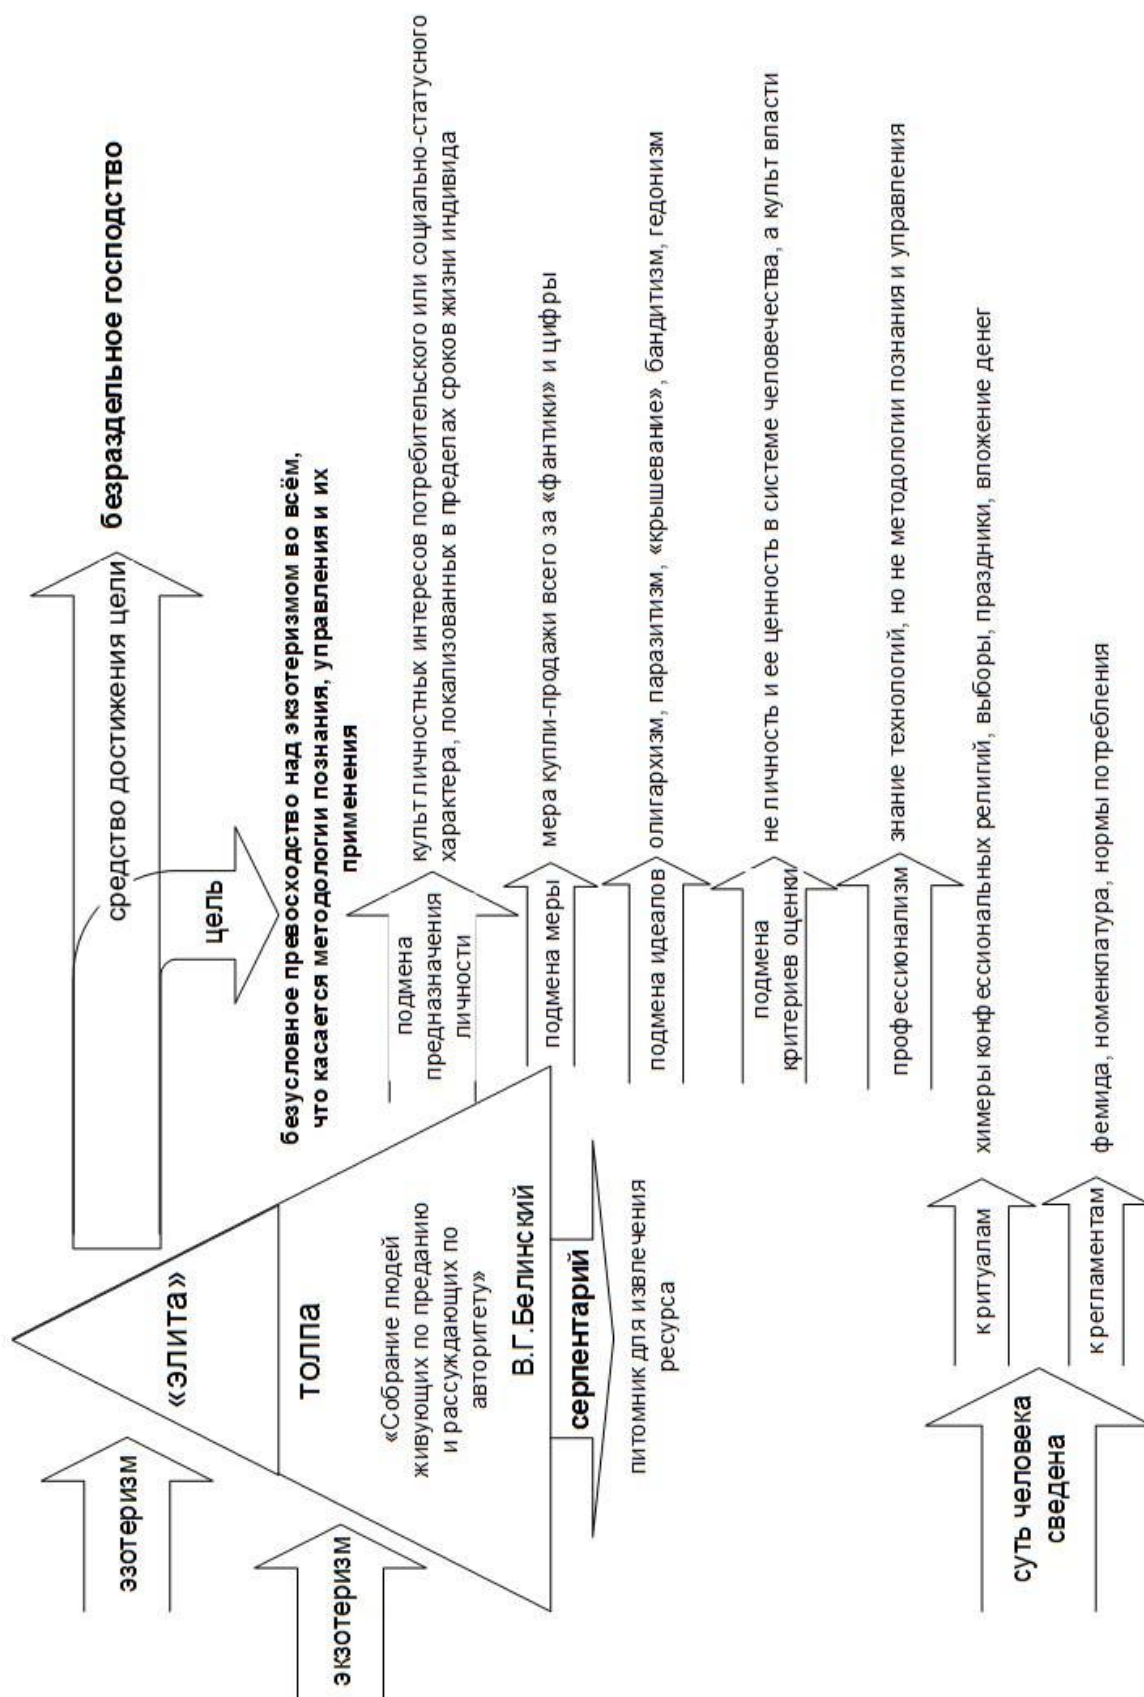 эзотеризм
«ЭЛИТА»
средство достижения цели
безраздельное господство
цель
безусловное превосходство над экзотеризмом во всём,
что касается методологии познания, управления и их
применения
экзотеризм
ТОЛПА
«Собрание людей
живующих по преданию
и рассуждающих по
авторитету»
В.Г.Белинский
серпентарий
питомник для извлечения
ресурса
подмена
предназначения
личности
культ личностных интересов потребительского или социально-статусного
характера, локализованных в пределах сроков жизни индивида
подмена меры
мера купли-продажи всего за «фантики» и цифры
подмена идеалов
олигархизм, паразитизм, «крышевание», бандитизм, гедонизм
подмена
критериев оценки
не личность и ее ценность в системе человечества, а культ власти
профессионализм
знание технологий, но не методологии познания и управления
суть человека
сведена
к ритуалам
химеры конфессиональных религий, выборы, праздники, вложение денег
к регламентам
фемида, номенклатура, нормы потребления